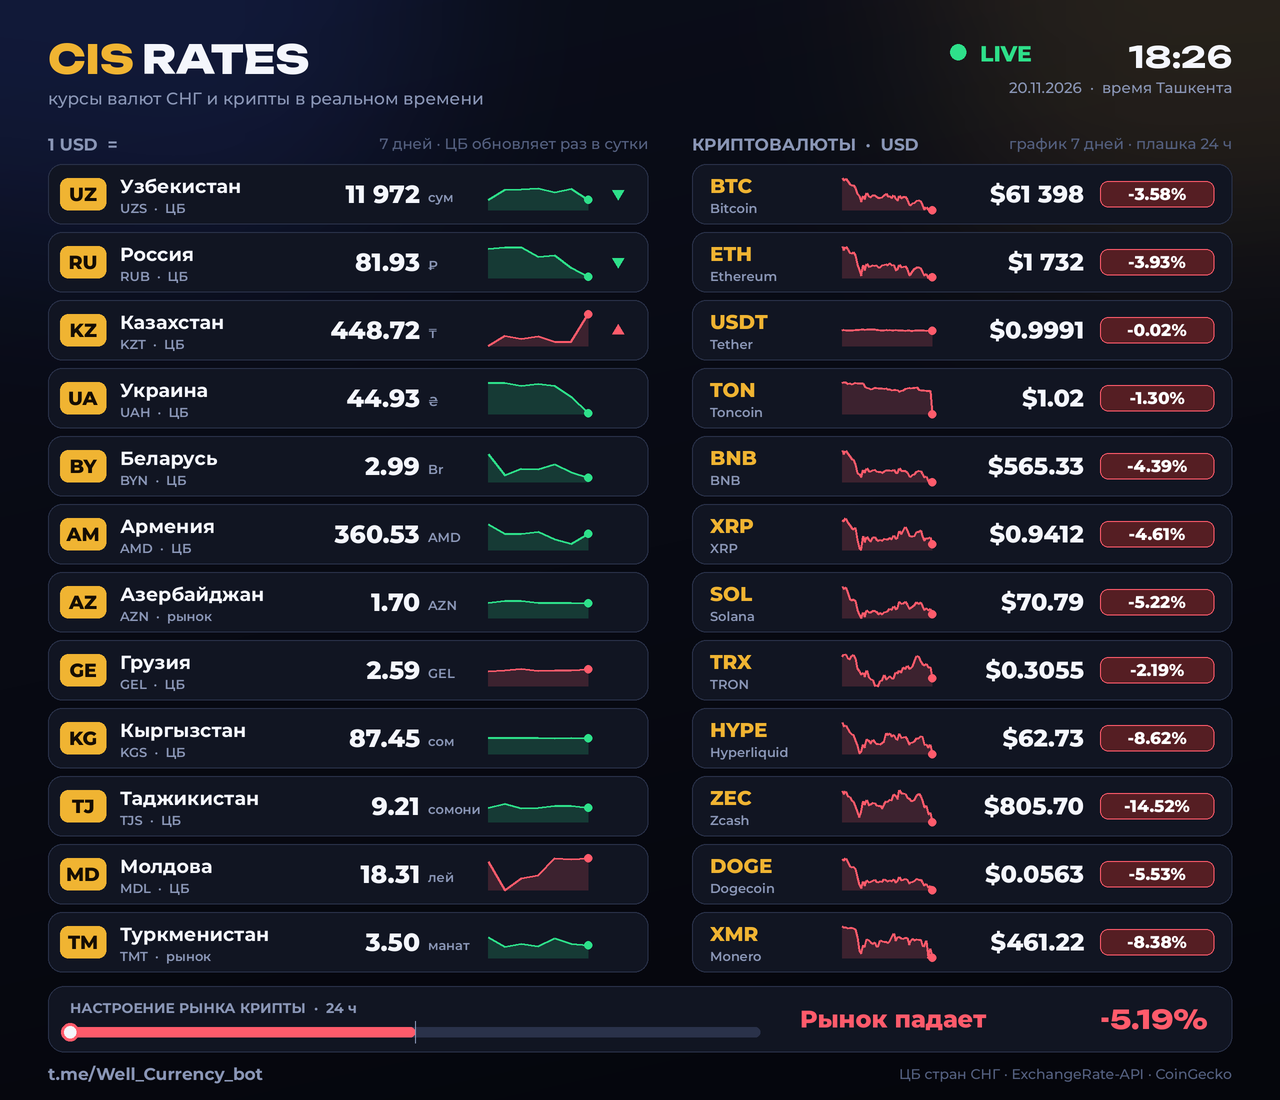 CIS RATES
курсы валют СНГ и крипты в реальном времени
LIVE 18:26
20.11.2026 · время Ташкента
1 USD =
7 дней · ЦБ обновляет раз в сутки
UZ Узбекистан 11 972 сум
UZS · ЦБ
RU Россия 81.93 ₽
RUB · ЦБ
KZ Казахстан 448.72 ₸
KZT · ЦБ
UA Украина 44.93 ₴
UAH · ЦБ
BY Беларусь 2.99 Br
BYN · ЦБ
AM Армения 360.53 AMD
AMD · ЦБ
AZ Азербайджан 1.70 AZN
AZN · рынок
GE Грузия 2.59 GEL
GEL · ЦБ
KG Кыргызстан 87.45 сом
KGS · ЦБ
TJ Таджикистан 9.21 сомони
TJS · ЦБ
MD Молдова 18.31 лей
MDL · ЦБ
TM Туркменистан 3.50 манат
TMT · рынок
КРИПТОВАЛЮТЫ · USD
график 7 дней · плашка 24 ч
BTC $61 398 -3.58%
Bitcoin
ETH $1 732 -3.93%
Ethereum
USDT $0.9991 -0.02%
Tether
TON $1.02 -1.30%
Toncoin
BNB $565.33 -4.39%
BNB
XRP $0.9412 -4.61%
XRP
SOL $70.79 -5.22%
Solana
TRX $0.3055 -2.19%
TRON
HYPE $62.73 -8.62%
Hyperliquid
ZEC $805.70 -14.52%
Zcash
DOGE $0.0563 -5.53%
Dogecoin
XMR $461.22 -8.38%
Monero
НАСТРОЕНИЕ РЫНКА КРИПТЫ · 24 ч
Рынок падает -5.19%
t.me/Well_Currency_bot
ЦБ стран СНГ · ExchangeRate-API · CoinGecko